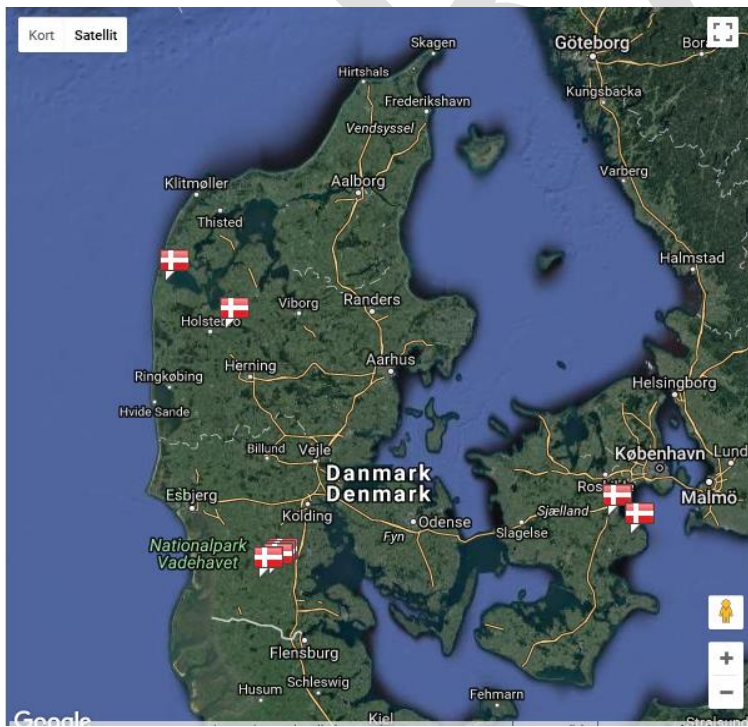 Kort Satellit
Skagen
Göteborg
Hirtshals
Kungsbacka
Frederikshavn
Vendsyssel
Varberg
Klitmøller
Aalborg
Thisted
Halmstad
Viborg
Randers
Aarhus
Herning
Ringkøbing
Helsingborg
Hvide Sande
Billund
Vejle
København
Lund
Danmark
Denmark
Malmö
Esbjerg
Kolding
Odense
Sjælland
Slagelse
Fyn
Nationalpark
Vadehavet
Flensburg
Schleswig
Husum
Fehmarn
Kiel
Google